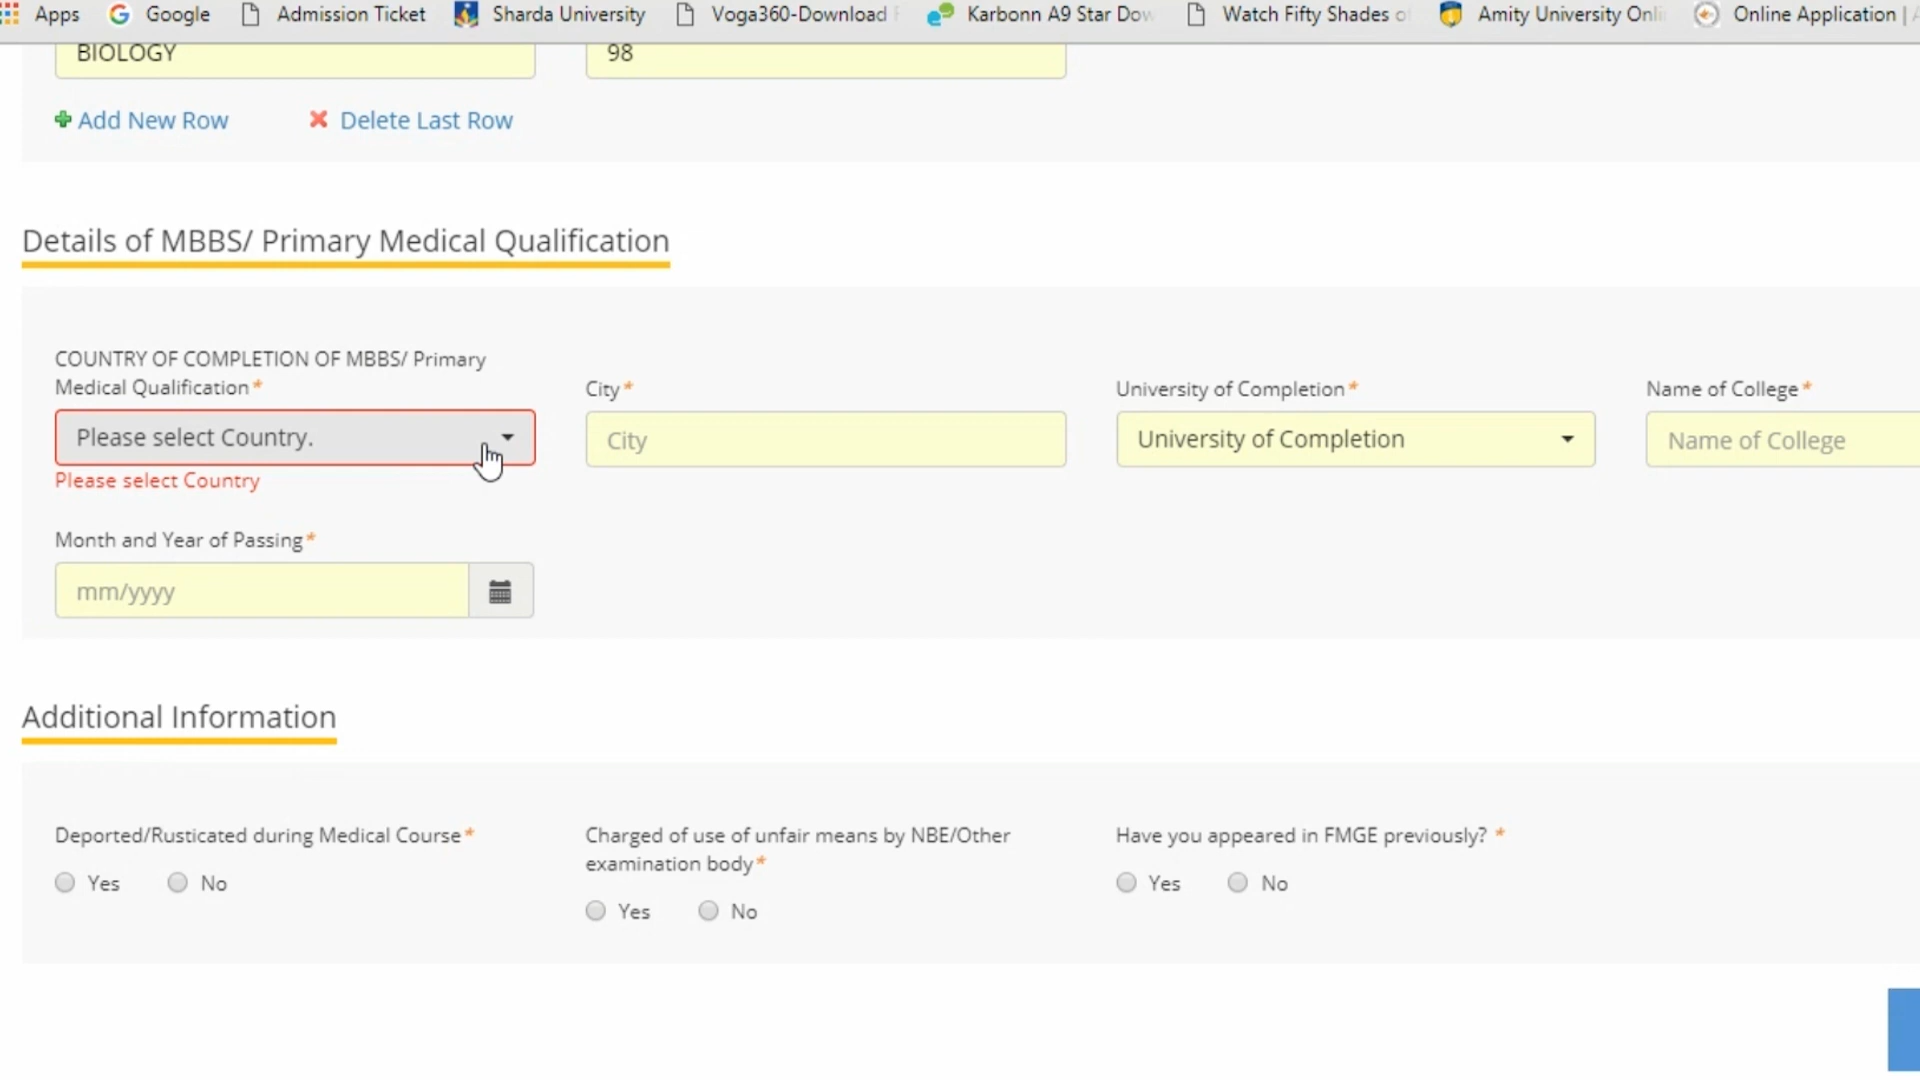 Apps Google Admission Ticket Sharda University Voga360-Download Karbonn A9 Star Dow Watch Fifty Shades o Amity University Onli Online Application |
BIOLOGY 98
Add New Row Delete Last Row
Details of MBBS/ Primary Medical Qualification
COUNTRY OF COMPLETION OF MBBS/ Primary
Medical Qualification* City* University of Completion* Name of College*
Please select Country. City University of Completion Name of College
Please select Country
Month and Year of Passing*
mm/yyyy
Additional Information
Deported/Rusticated during Medical Course* Charged of use of unfair means by NBE/Other Have you appeared in FMGE previously? *
examination body*
Yes No Yes No
Yes No